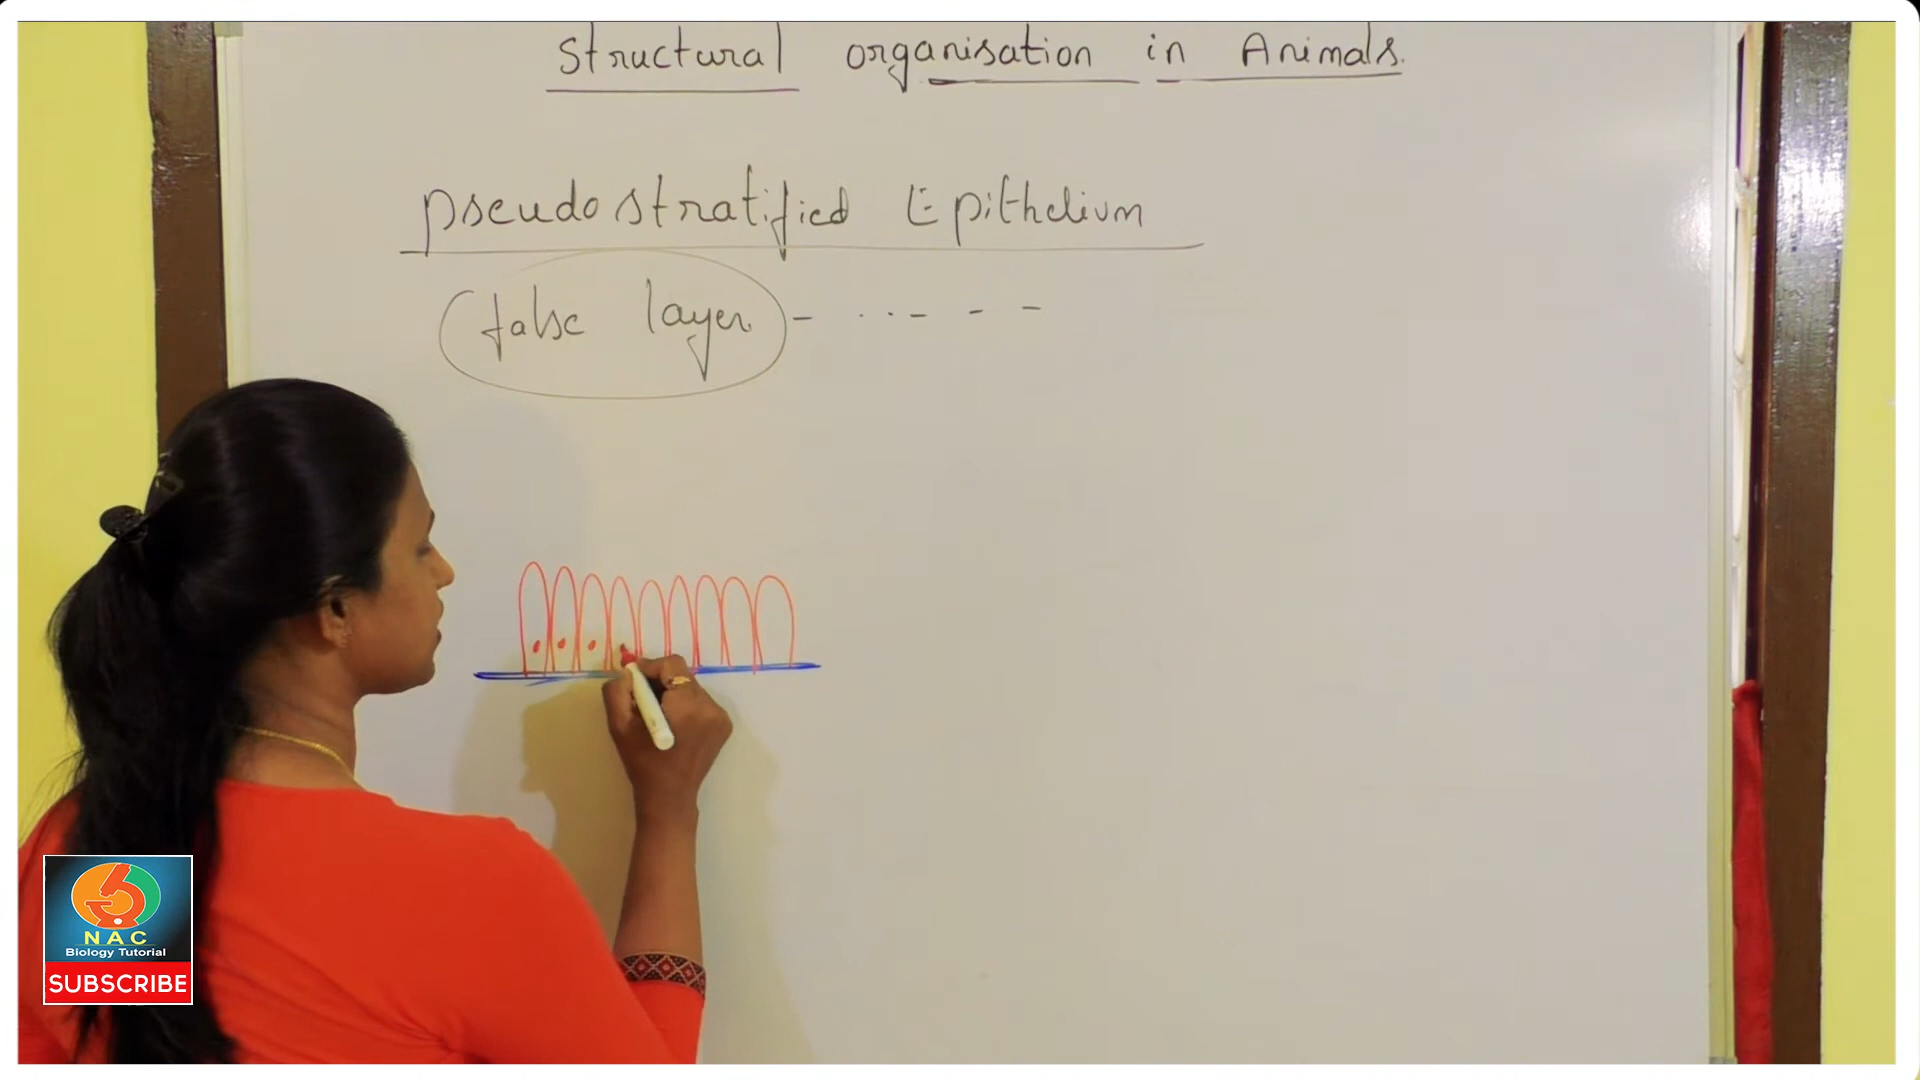 Structural organisation in Animals.
Pseudostratified Epithelium
(false layer) - . . - - -
NAC
Biology Tutorial
SUBSCRIBE